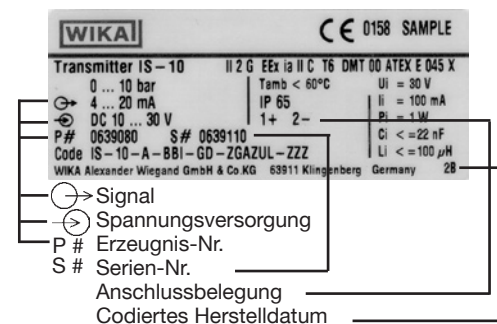 WIKA CE 0158 SAMPLE
Transmitter IS-10 II 2 G EEx ia II C T6 DMT 00 ATEX E 045 X
0 ... 10 bar Tamb < 60°C Ui = 30 V
4 ... 20 mA IP 65 Ii = 100 mA
DC 10 ... 30 V 1+ 2- Pi = 1 W
P# 0639080 S# 0639110 Ci <= 22 nF
Code IS-10-A-BBI-GD-ZGAZUL-ZZZ Li <= 100 µH
WIKA Alexander Wiegand GmbH & Co.KG 63911 Klingenberg Germany 2B
Signal
Spannungsversorgung
P # Erzeugnis-Nr.
S # Serien-Nr.
Anschlussbelegung
Codiertes Herstelldatum